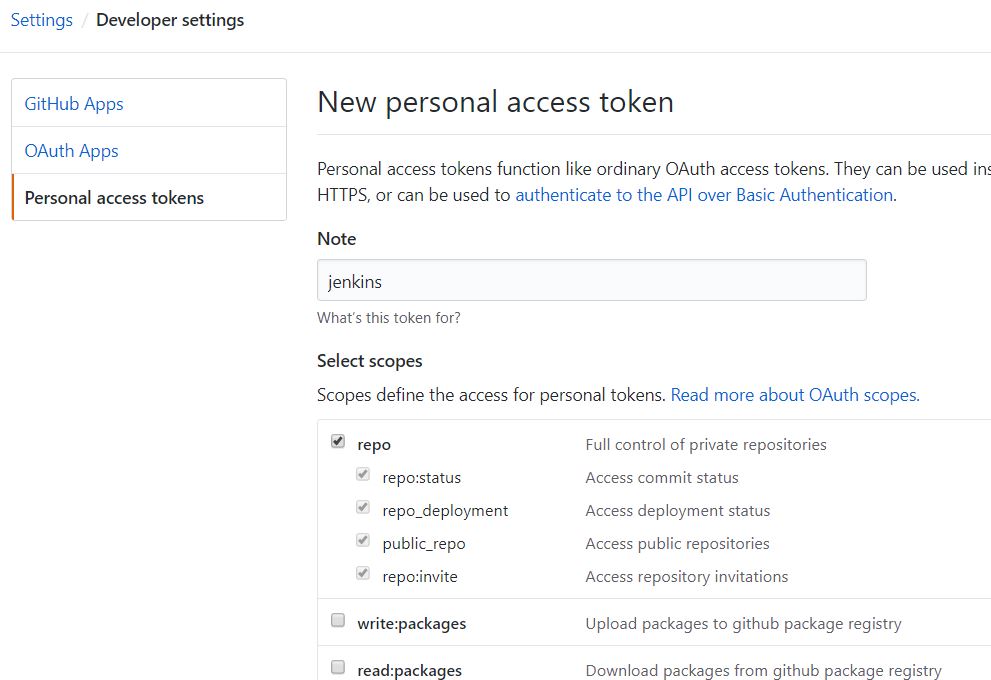 Settings / Developer settings
GitHub Apps
OAuth Apps
Personal access tokens
New personal access token
Personal access tokens function like ordinary OAuth access tokens. They can be used
HTTPS, or can be used to authenticate to the API over Basic Authentication.
Note
jenkins
What's this token for?
Select scopes
Scopes define the access for personal tokens. Read more about OAuth scopes.
repo Full control of private repositories
repo:status Access commit status
repo_deployment Access deployment status
public_repo Access public repositories
repo:invite Access repository invitations
write:packages Upload packages to github package registry
read:packages Download packages from github package registry